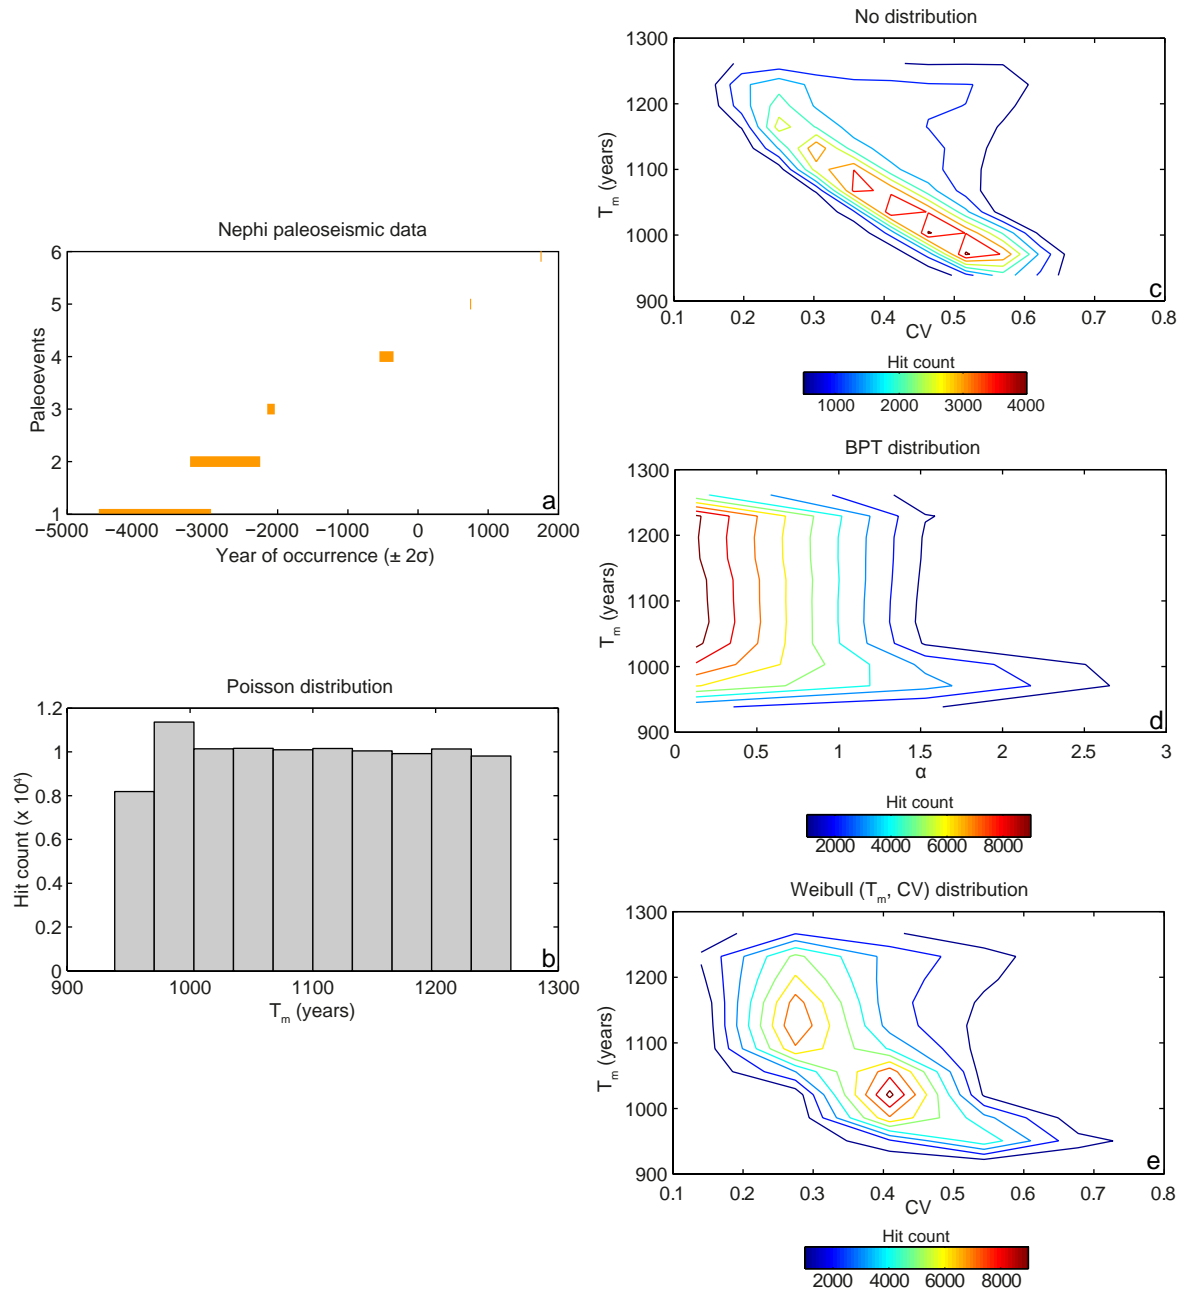 Nephi paleoseismic data
Paleoevents
6
5
4
3
2
1
−5000 −4000 −3000 −2000 −1000 0 1000 2000
Year of occurrence (± 2σ)
a
Poisson distribution
Hit count (x 10⁴)
1.2
1
0.8
0.6
0.4
0.2
0
900 1000 1100 1200 1300
Tₘ (years)
b
No distribution
Tₘ (years)
1300
1200
1100
1000
900
0.1 0.2 0.3 0.4 0.5 0.6 0.7 0.8
CV
c
Hit count
1000 2000 3000 4000
BPT distribution
Tₘ (years)
1300
1200
1100
1000
900
0 0.5 1 1.5 2 2.5 3
α
d
Hit count
2000 4000 6000 8000
Weibull (Tₘ, CV) distribution
Tₘ (years)
1300
1200
1100
1000
900
0.1 0.2 0.3 0.4 0.5 0.6 0.7 0.8
CV
e
Hit count
2000 4000 6000 8000